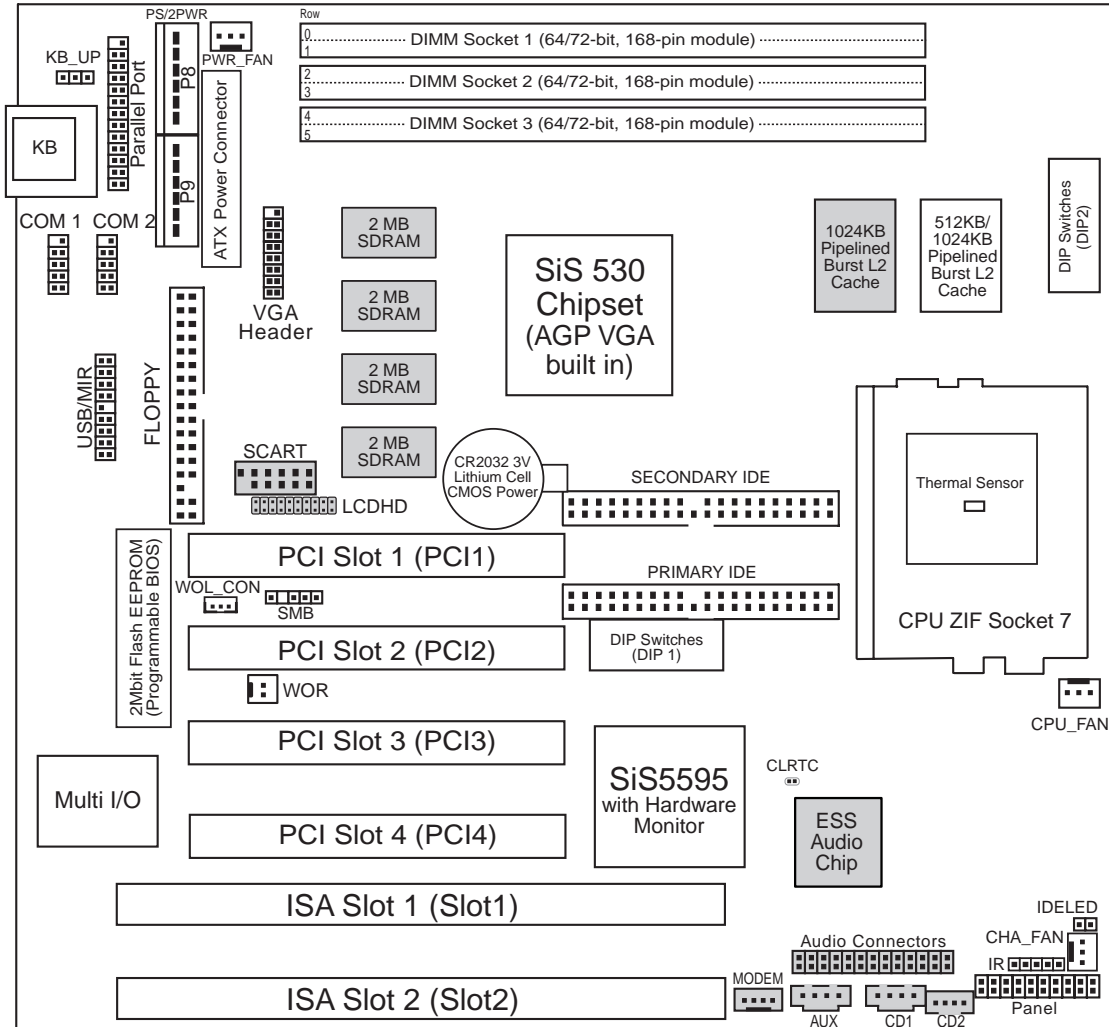 PS/2PWR
Row
KB_UP
Parallel Port
P8
PWR_FAN
0
DIMM Socket 1 (64/72-bit, 168-pin module)
1
2
DIMM Socket 2 (64/72-bit, 168-pin module)
3
4
DIMM Socket 3 (64/72-bit, 168-pin module)
5
KB
P9
ATX Power Connector
COM 1
COM 2
VGA
Header
2 MB
SDRAM
2 MB
SDRAM
2 MB
SDRAM
2 MB
SDRAM
SiS 530
Chipset
(AGP VGA
built in)
1024KB
Pipelined
Burst L2
Cache
512KB/
1024KB
Pipelined
Burst L2
Cache
DIP Switches
(DIP2)
USB/MIR
FLOPPY
SCART
LCDHD
CR2032 3V
Lithium Cell
CMOS Power
SECONDARY IDE
Thermal Sensor
CPU ZIF Socket 7
2Mbit Flash EEPROM
(Programmable BIOS)
PCI Slot 1 (PCI1)
WOL_CON
SMB
PRIMARY IDE
PCI Slot 2 (PCI2)
DIP Switches
(DIP 1)
WOR
CPU_FAN
PCI Slot 3 (PCI3)
Multi I/O
SiS5595
with Hardware
Monitor
CLRTC
PCI Slot 4 (PCI4)
ESS
Audio
Chip
ISA Slot 1 (Slot1)
IDELED
CHA_FAN
Audio Connectors
IR
MODEM
ISA Slot 2 (Slot2)
Panel
AUX
CD1
CD2